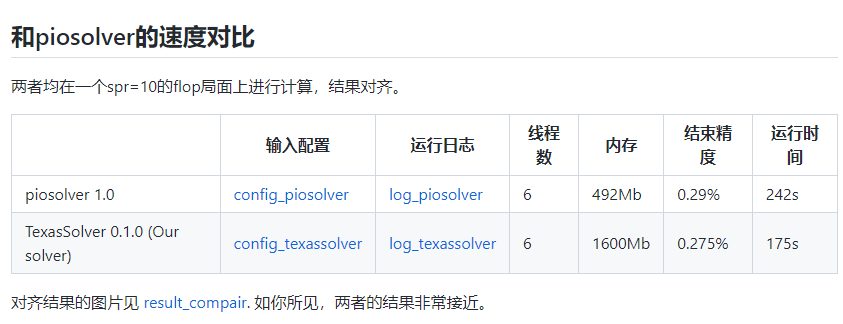 和piosolver的速度对比
两者均在一个spr=10的flop局面上进行计算，结果对齐。
输入配置 运行日志 线程数 内存 结束精度 运行时间
piosolver 1.0 config_piosolver log_piosolver 6 492Mb 0.29% 242s
TexasSolver 0.1.0 (Our solver) config_texassolver log_texassolver 6 1600Mb 0.275% 175s
对齐结果的图片见 result_compair. 如你所见，两者的结果非常接近。